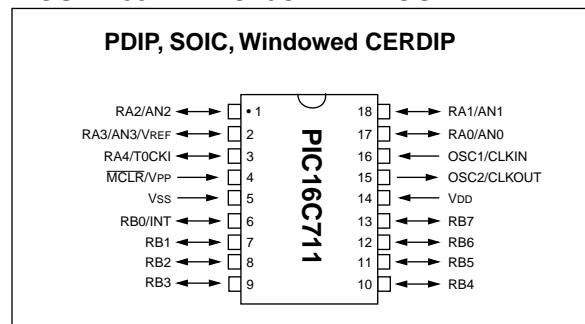 PDIP, SOIC, Windowed CERDIP
RA2/AN2 • 1 18 RA1/AN1
RA3/AN3/VREF 2 17 RA0/AN0
RA4/T0CKI 3 16 OSC1/CLKIN
MCLR/VPP 4 15 OSC2/CLKOUT
VSS 5 14 VDD
RB0/INT 6 13 RB7
RB1 7 12 RB6
RB2 8 11 RB5
RB3 9 10 RB4
PIC16C711